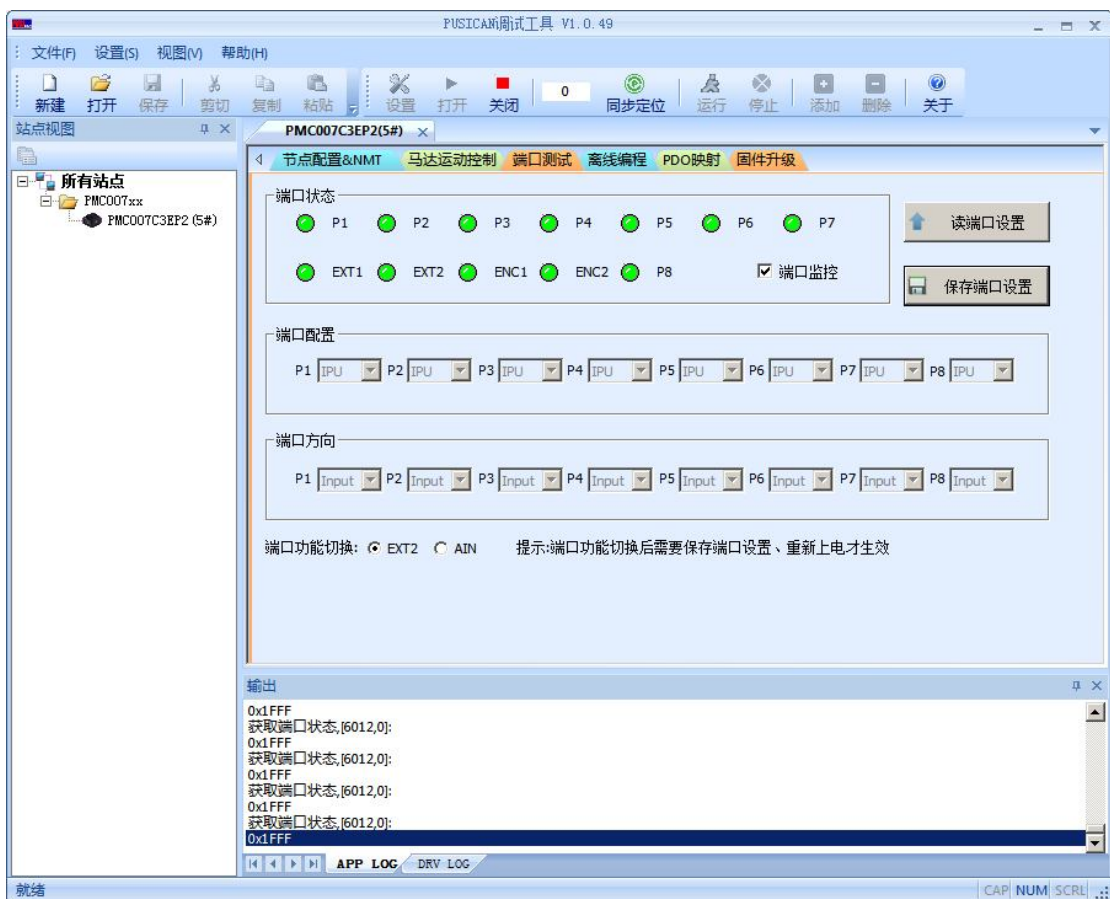 PUSICAN调试工具 V1.0.49
文件(F) 设置(S) 视图(V) 帮助(H)
新建 打开 保存 剪切 复制 粘贴 设置 打开 关闭 0 同步定位 运行 停止 添加 删除 关于
站点视图
PMC007C3EP2(5#)
所有站点
PMC007xx
PMC007C3EP2 (5#)
节点配置&NMT 马达运动控制 端口测试 离线编程 PDO映射 固件升级
端口状态
P1 P2 P3 P4 P5 P6 P7
EXT1 EXT2 ENC1 ENC2 P8 端口监控
读端口设置
保存端口设置
端口配置
P1 IPU P2 IPU P3 IPU P4 IPU P5 IPU P6 IPU P7 IPU P8 IPU
端口方向
P1 Input P2 Input P3 Input P4 Input P5 Input P6 Input P7 Input P8 Input
端口功能切换: EXT2 AIN 提示:端口功能切换后需要保存端口设置、重新上电才生效
输出
0x1FFF
获取端口状态,[6012,0]:
0x1FFF
获取端口状态,[6012,0]:
0x1FFF
获取端口状态,[6012,0]:
0x1FFF
获取端口状态,[6012,0]:
0x1FFF
APP LOG DRV LOG
就绪 CAP NUM SCRL